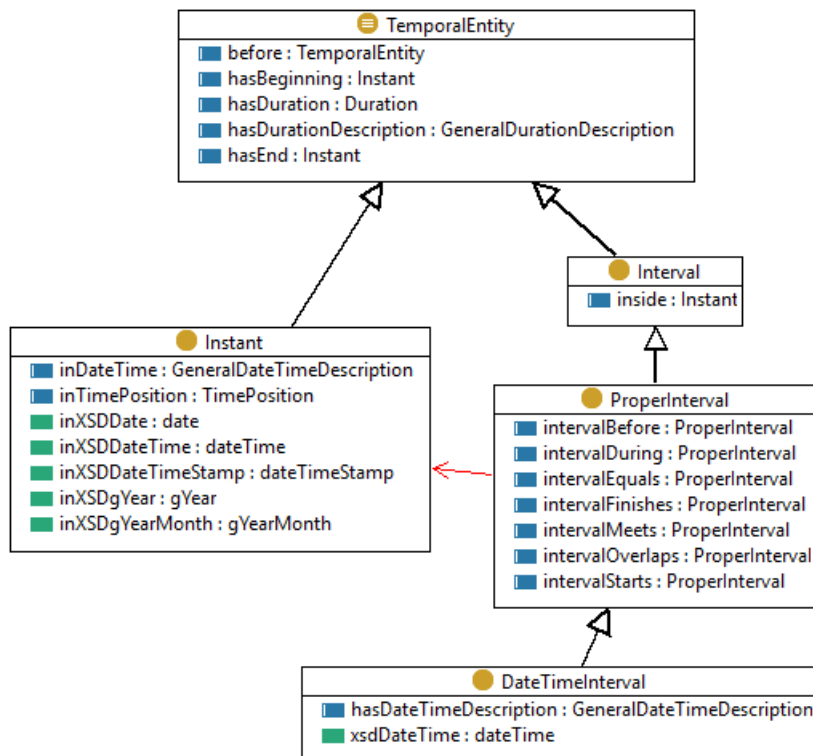 TemporalEntity
before : TemporalEntity
hasBeginning : Instant
hasDuration : Duration
hasDurationDescription : GeneralDurationDescription
hasEnd : Instant
Interval
inside : Instant
Instant
inDateTime : GeneralDateTimeDescription
inTimePosition : TimePosition
inXSDDate : date
inXSDDateTime : dateTime
inXSDDateTimeStamp : dateTimeStamp
inXSDgYear : gYear
inXSDgYearMonth : gYearMonth
ProperInterval
intervalBefore : ProperInterval
intervalDuring : ProperInterval
intervalEquals : ProperInterval
intervalFinishes : ProperInterval
intervalMeets : ProperInterval
intervalOverlaps : ProperInterval
intervalStarts : ProperInterval
DateTimeInterval
hasDateTimeDescription : GeneralDateTimeDescription
xsdDateTime : dateTime